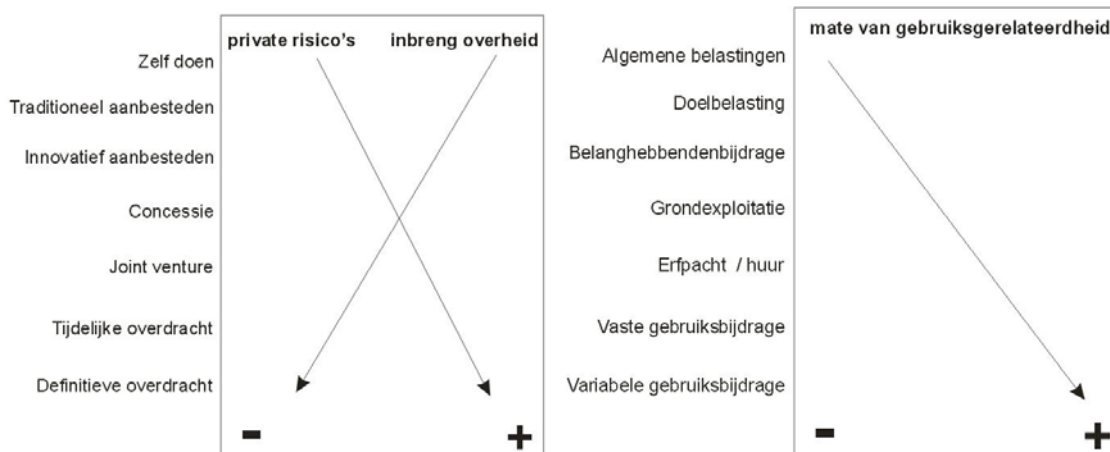 private risico's inbreng overheid
Zelf doen
Traditioneel aanbesteden
Innovatief aanbesteden
Concessie
Joint venture
Tijdelijke overdracht
Definitieve overdracht
- +
mate van gebruiksgerelateerdheid
Algemene belastingen
Doelbelasting
Belanghebbendenbijdrage
Grondexploitatie
Erfpacht / huur
Vaste gebruiksbijdrage
Variabele gebruiksbijdrage
- +